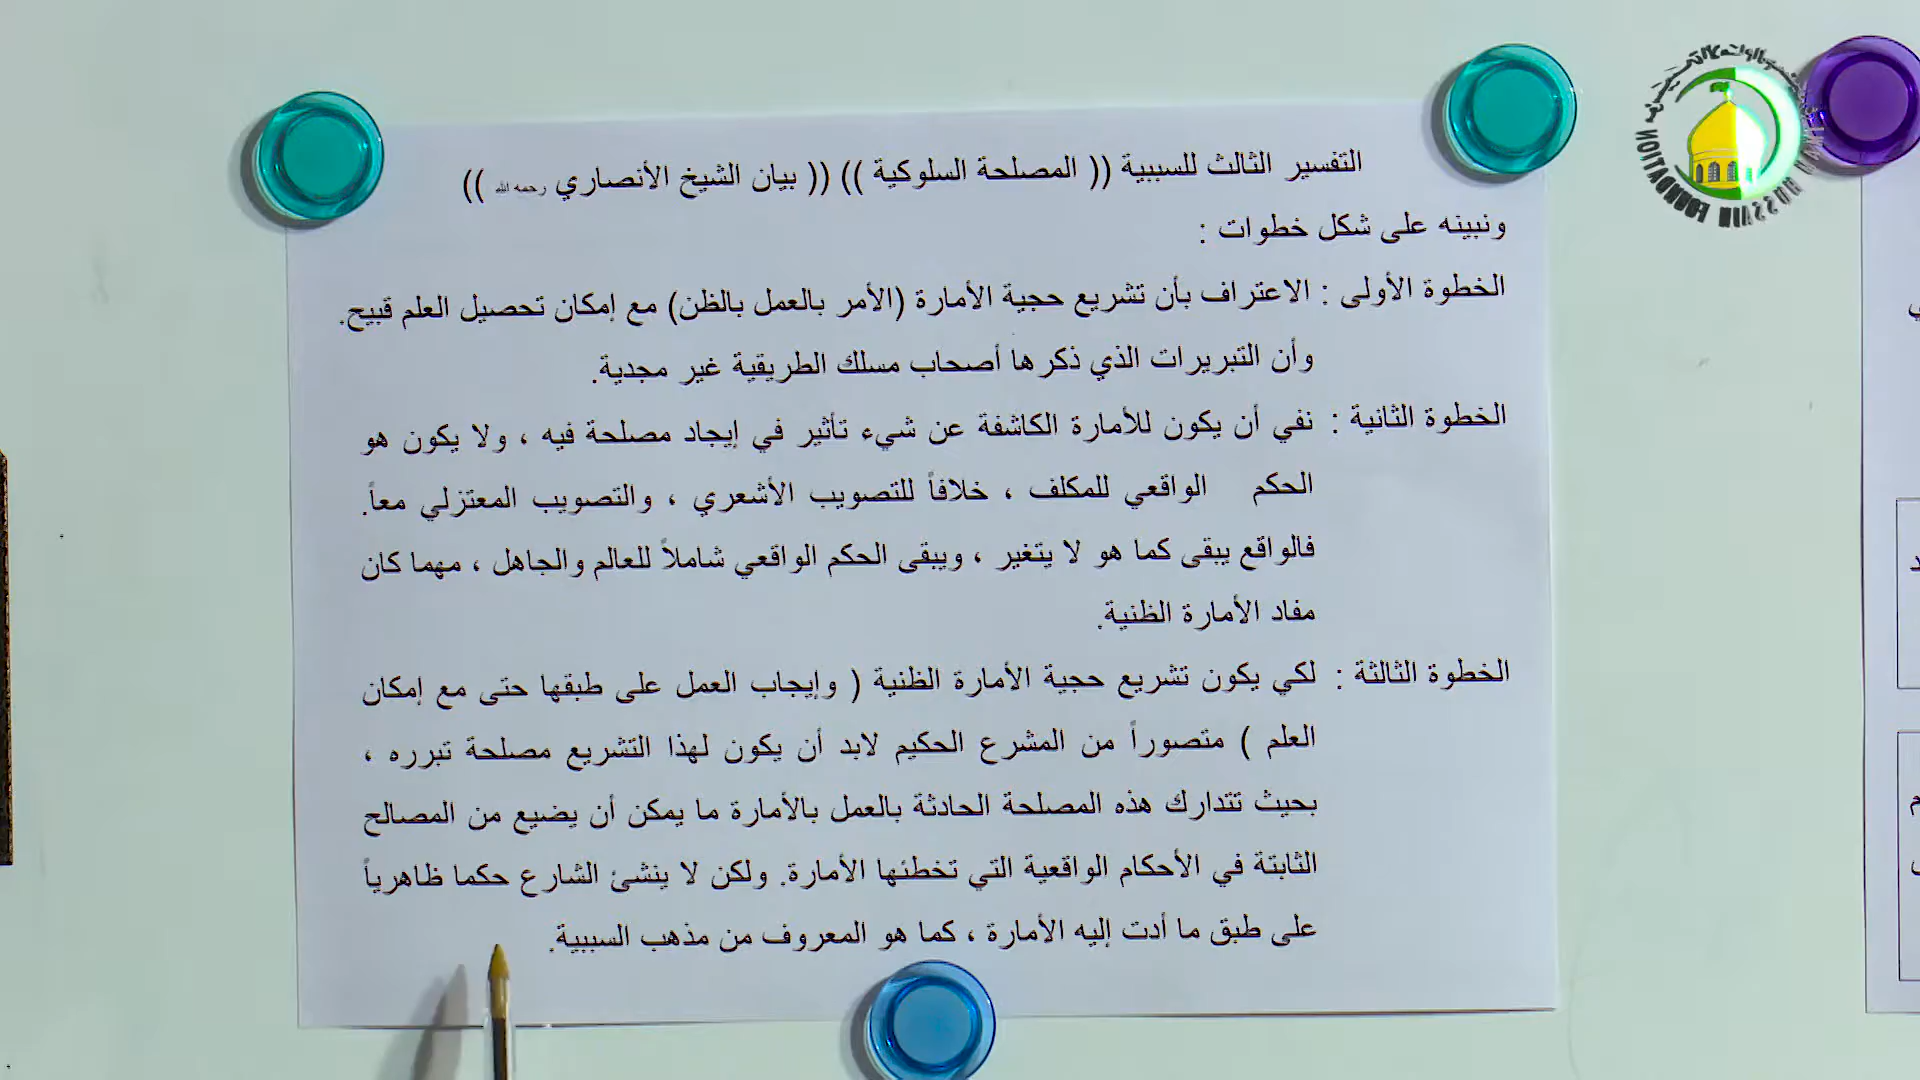 التفسير الثالث للسببية (( المصلحة السلوكية )) (( بيان الشيخ الأنصاري رحمه الله ))
ونبينه على شكل خطوات :
الخطوة الأولى : الاعتراف بأن تشريع حجية الأمارة (الأمر بالعمل بالظن) مع إمكان تحصيل العلم قبيح.
وأن التبريرات الذي ذكرها أصحاب مسلك الطريقية غير مجدية.
الخطوة الثانية : نفي أن يكون للأمارة الكاشفة عن شيء تأثير في إيجاد مصلحة فيه ، ولا يكون هو
الحكم الواقعي للمكلف ، خلافاً للتصويب الأشعري ، والتصويب المعتزلي معاً.
فالواقع يبقى كما هو لا يتغير ، ويبقى الحكم الواقعي شاملاً للعالم والجاهل ، مهما كان
مفاد الأمارة الظنية.
الخطوة الثالثة : لكي يكون تشريع حجية الأمارة الظنية ( وإيجاب العمل على طبقها حتى مع إمكان
العلم ) متصوراً من المشرع الحكيم لابد أن يكون لهذا التشريع مصلحة تبرره ،
بحيث تتدارك هذه المصلحة الحادثة بالعمل بالأمارة ما يمكن أن يضيع من المصالح
الثابتة في الأحكام الواقعية التي تخطئها الأمارة. ولكن لا ينشئ الشارع حكما ظاهرياً
على طبق ما أدت إليه الأمارة ، كما هو المعروف من مذهب السببية.
FOUNDATION